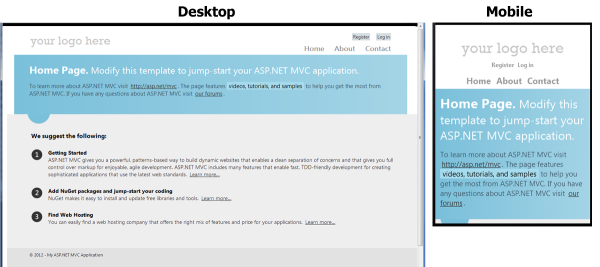 Desktop
your logo here
Register Log in
Home About Contact
Home Page. Modify this template to jump-start your ASP.NET MVC application.
To learn more about ASP.NET MVC visit http://asp.net/mvc. The page features videos, tutorials, and samples to help you get the most from
ASP.NET MVC. If you have any questions about ASP.NET MVC visit our forums.
We suggest the following:
1 Getting Started
ASP.NET MVC gives you a powerful, patterns-based way to build dynamic websites that enables a clean separation of concerns and that gives you full
control over markup for enjoyable, agile development. ASP.NET MVC includes many features that enable fast, TDD-friendly development for creating
sophisticated applications that use the latest web standards. Learn more...
2 Add NuGet packages and jump-start your coding
NuGet makes it easy to install and update free libraries and tools. Learn more...
3 Find Web Hosting
You can easily find a web hosting company that offers the right mix of features and price for your applications. Learn more...
© 2012 - My ASP.NET MVC Application
Mobile
your logo here
Register Log in
Home About Contact
Home Page. Modify
this template to
jump-start your
ASP.NET MVC
application.
To learn more about ASP.NET MVC visit
http://asp.net/mvc. The page features
videos, tutorials, and samples to help you
get the most from ASP.NET MVC. If you have
any questions about ASP.NET MVC visit our
forums.